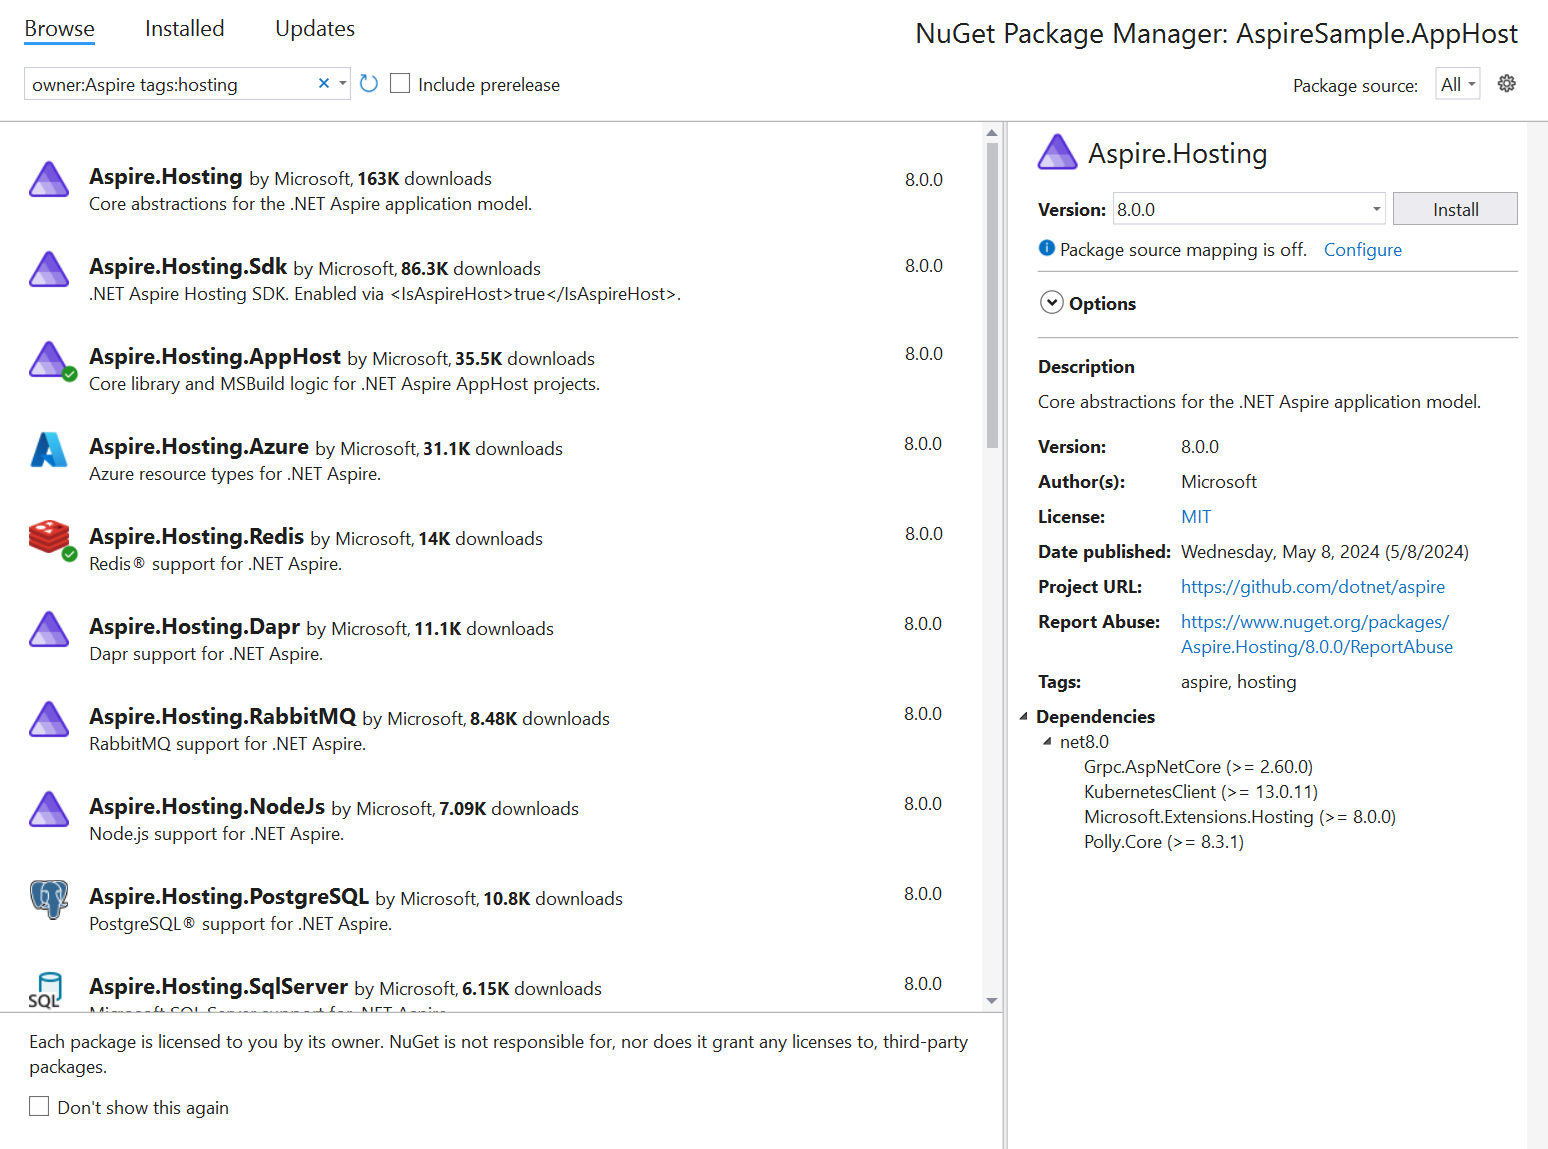 Browse Installed Updates
NuGet Package Manager: AspireSample.AppHost
owner:Aspire tags:hosting
Include prerelease
Package source: All
Aspire.Hosting by Microsoft, 163K downloads 8.0.0
Core abstractions for the .NET Aspire application model.
Aspire.Hosting.Sdk by Microsoft, 86.3K downloads 8.0.0
.NET Aspire Hosting SDK. Enabled via <IsAspireHost>true</IsAspireHost>.
Aspire.Hosting.AppHost by Microsoft, 35.5K downloads 8.0.0
Core library and MSBuild logic for .NET Aspire AppHost projects.
Aspire.Hosting.Azure by Microsoft, 31.1K downloads 8.0.0
Azure resource types for .NET Aspire.
Aspire.Hosting.Redis by Microsoft, 14K downloads 8.0.0
Redis® support for .NET Aspire.
Aspire.Hosting.Dapr by Microsoft, 11.1K downloads 8.0.0
Dapr support for .NET Aspire.
Aspire.Hosting.RabbitMQ by Microsoft, 8.48K downloads 8.0.0
RabbitMQ support for .NET Aspire.
Aspire.Hosting.NodeJs by Microsoft, 7.09K downloads 8.0.0
Node.js support for .NET Aspire.
Aspire.Hosting.PostgreSQL by Microsoft, 10.8K downloads 8.0.0
PostgreSQL® support for .NET Aspire.
SQL
Aspire.Hosting.SqlServer by Microsoft, 6.15K downloads 8.0.0
Microsoft SQL Server support for .NET Aspire.
Each package is licensed to you by its owner. NuGet is not responsible for, nor does it grant any licenses to, third-party
packages.
Don't show this again
Aspire.Hosting
Version: 8.0.0 Install
Package source mapping is off. Configure
Options
Description
Core abstractions for the .NET Aspire application model.
Version: 8.0.0
Author(s): Microsoft
License: MIT
Date published: Wednesday, May 8, 2024 (5/8/2024)
Project URL: https://github.com/dotnet/aspire
Report Abuse: https://www.nuget.org/packages/
Aspire.Hosting/8.0.0/ReportAbuse
Tags: aspire, hosting
Dependencies
net8.0
Grpc.AspNetCore (>= 2.60.0)
KubernetesClient (>= 13.0.11)
Microsoft.Extensions.Hosting (>= 8.0.0)
Polly.Core (>= 8.3.1)